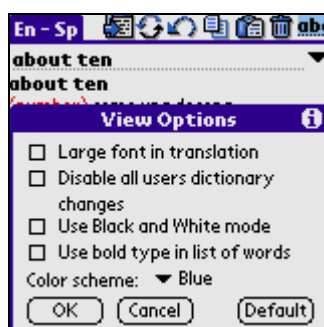 En - Sp abc
about ten
about ten
View Options
Large font in translation
Disable all users dictionary
changes
Use Black and White mode
Use bold type in list of words
Color scheme: Blue
OK Cancel Default